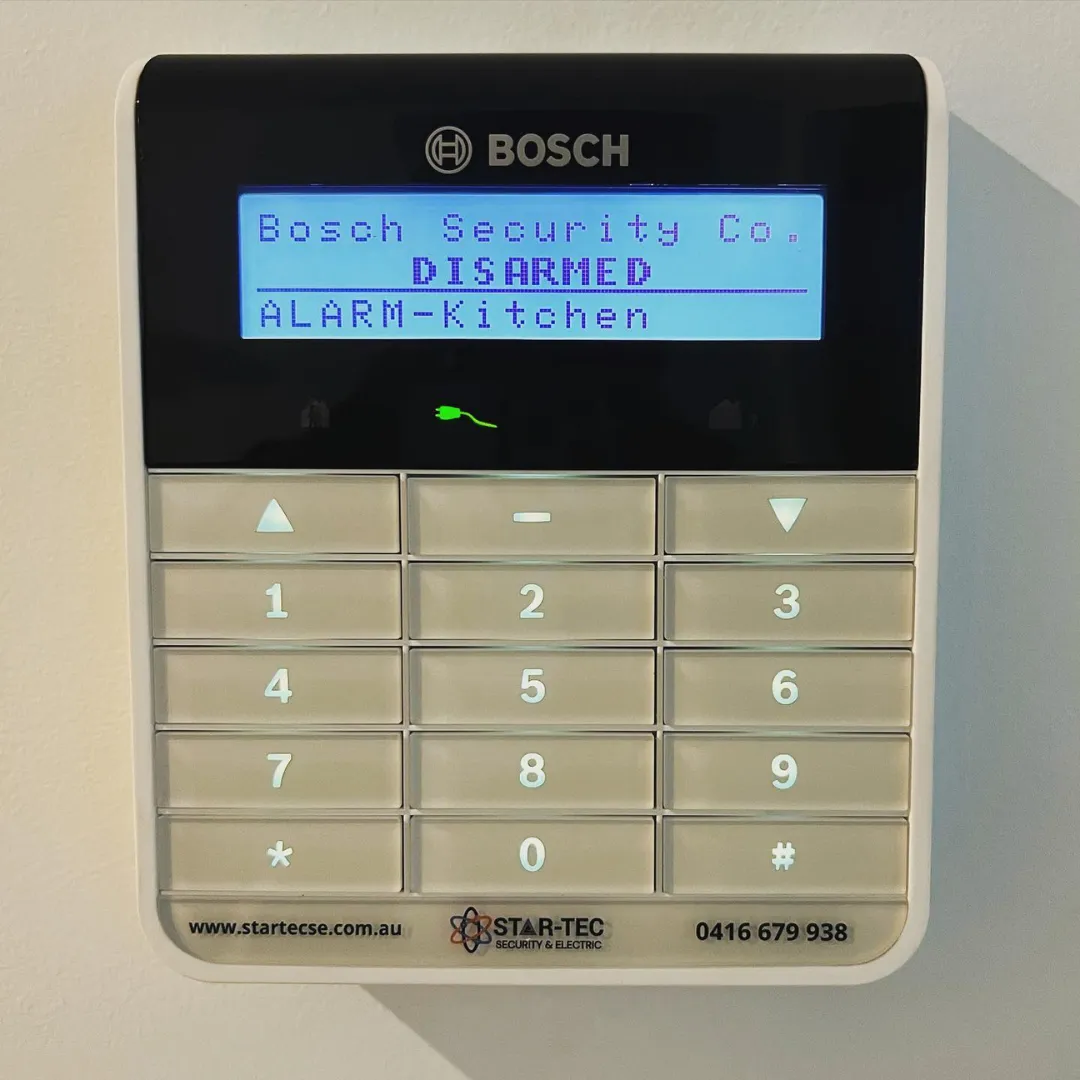 BOSCH
Bosch Security Co.
DISARMED
ALARM-Kitchen
1 2 3
4 5 6
7 8 9
* 0 #
www.startecse.com.au STAR-TEC 0416 679 938
SECURITY & ELECTRIC